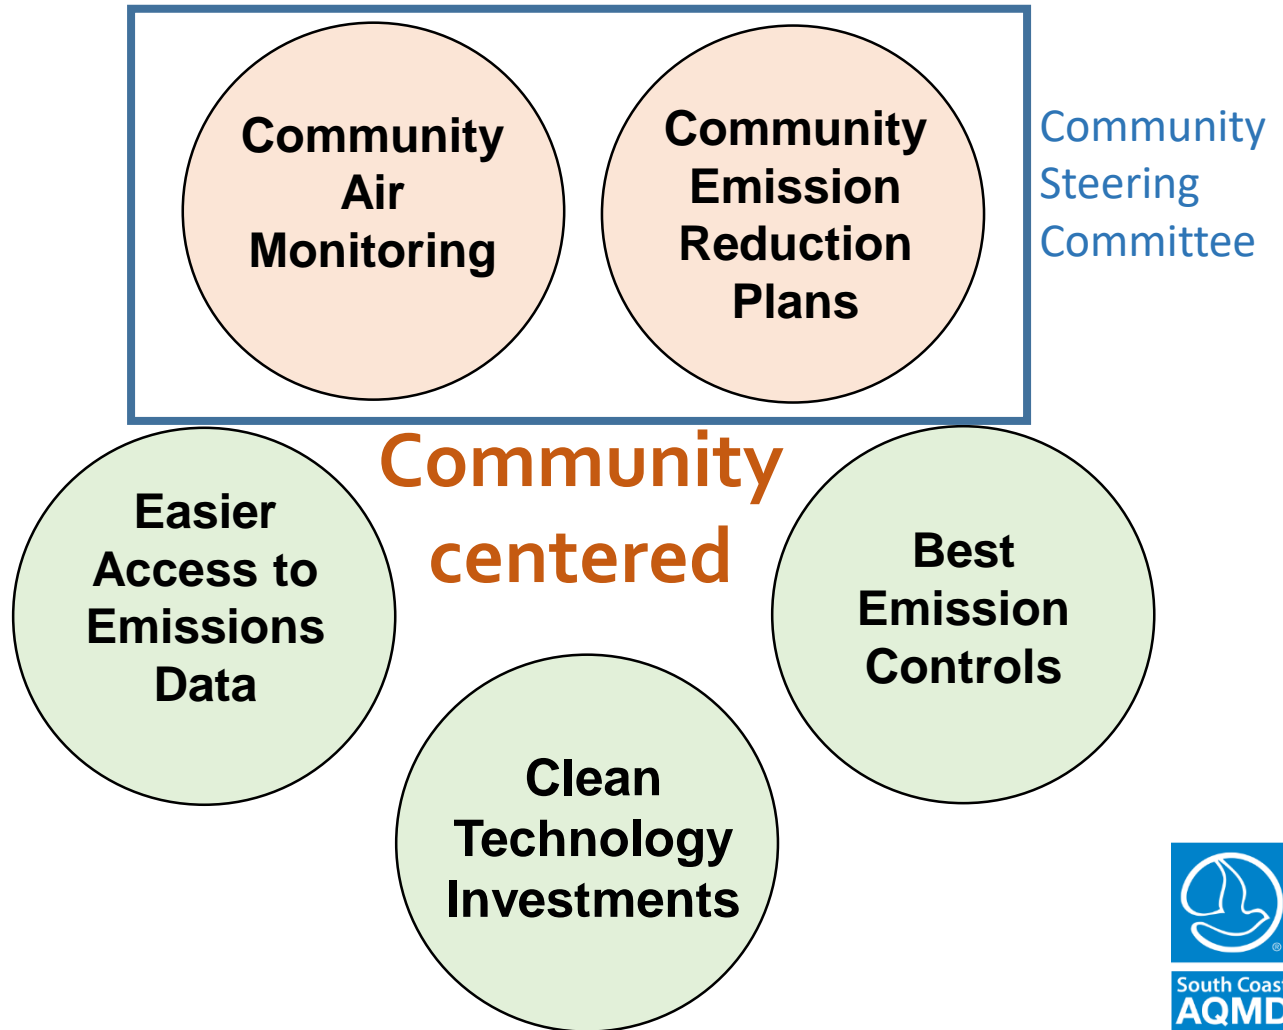 Community
Air
Monitoring
Community
Emission
Reduction
Plans
Community
Steering
Committee
Community
centered
Easier
Access to
Emissions
Data
Best
Emission
Controls
Clean
Technology
Investments
®
South Coast
AQMD